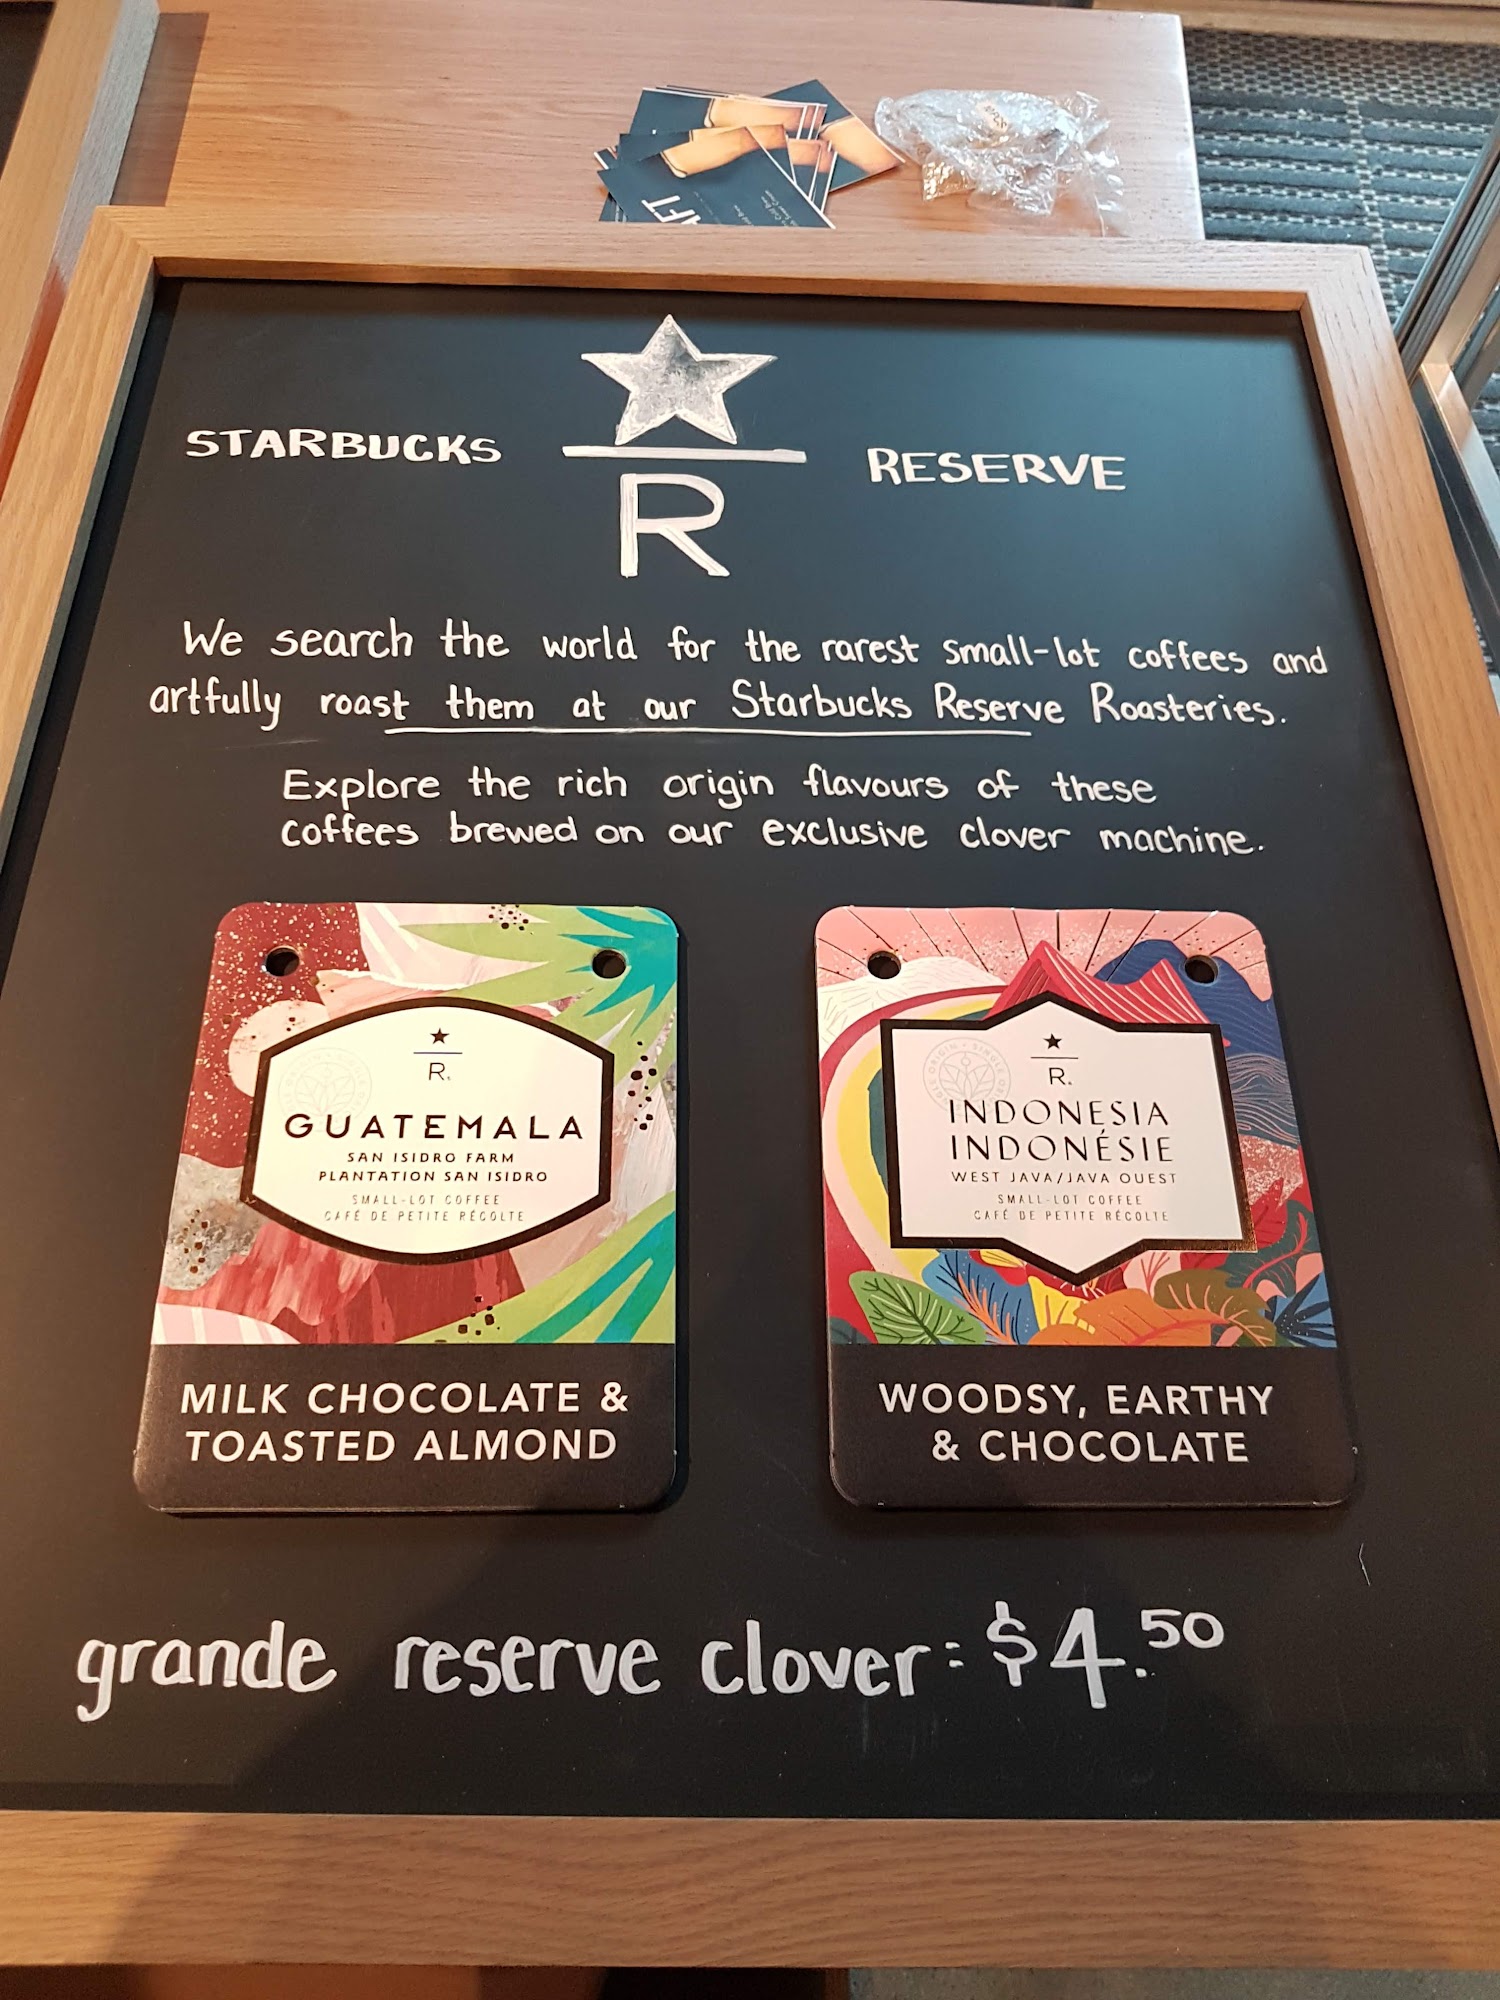 STARBUCKS
R
RESERVE
We search the world for the rarest small-lot coffees and
artfully roast them at our Starbucks Reserve Roasteries.
Explore the rich origin flavours of these
coffees brewed on our exclusive clover machine.
R
GUATEMALA
SAN ISIDRO FARM
PLANTATION SAN ISIDRO
SMALL-LOT COFFEE
CAFÉ DE PETITE RÉCOLTE
MILK CHOCOLATE &
TOASTED ALMOND
R
INDONESIA
INDONÉSIE
WEST JAVA/JAVA OUEST
SMALL-LOT COFFEE
CAFÉ DE PETITE RÉCOLTE
WOODSY, EARTHY
& CHOCOLATE
grande reserve clover: $4.50